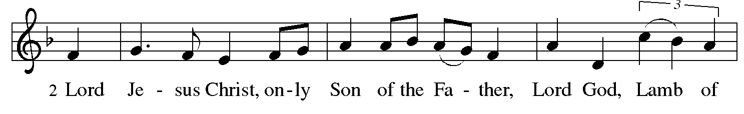 3
2 Lord Je - sus Christ, on-ly Son of the Fa - ther, Lord God, Lamb of